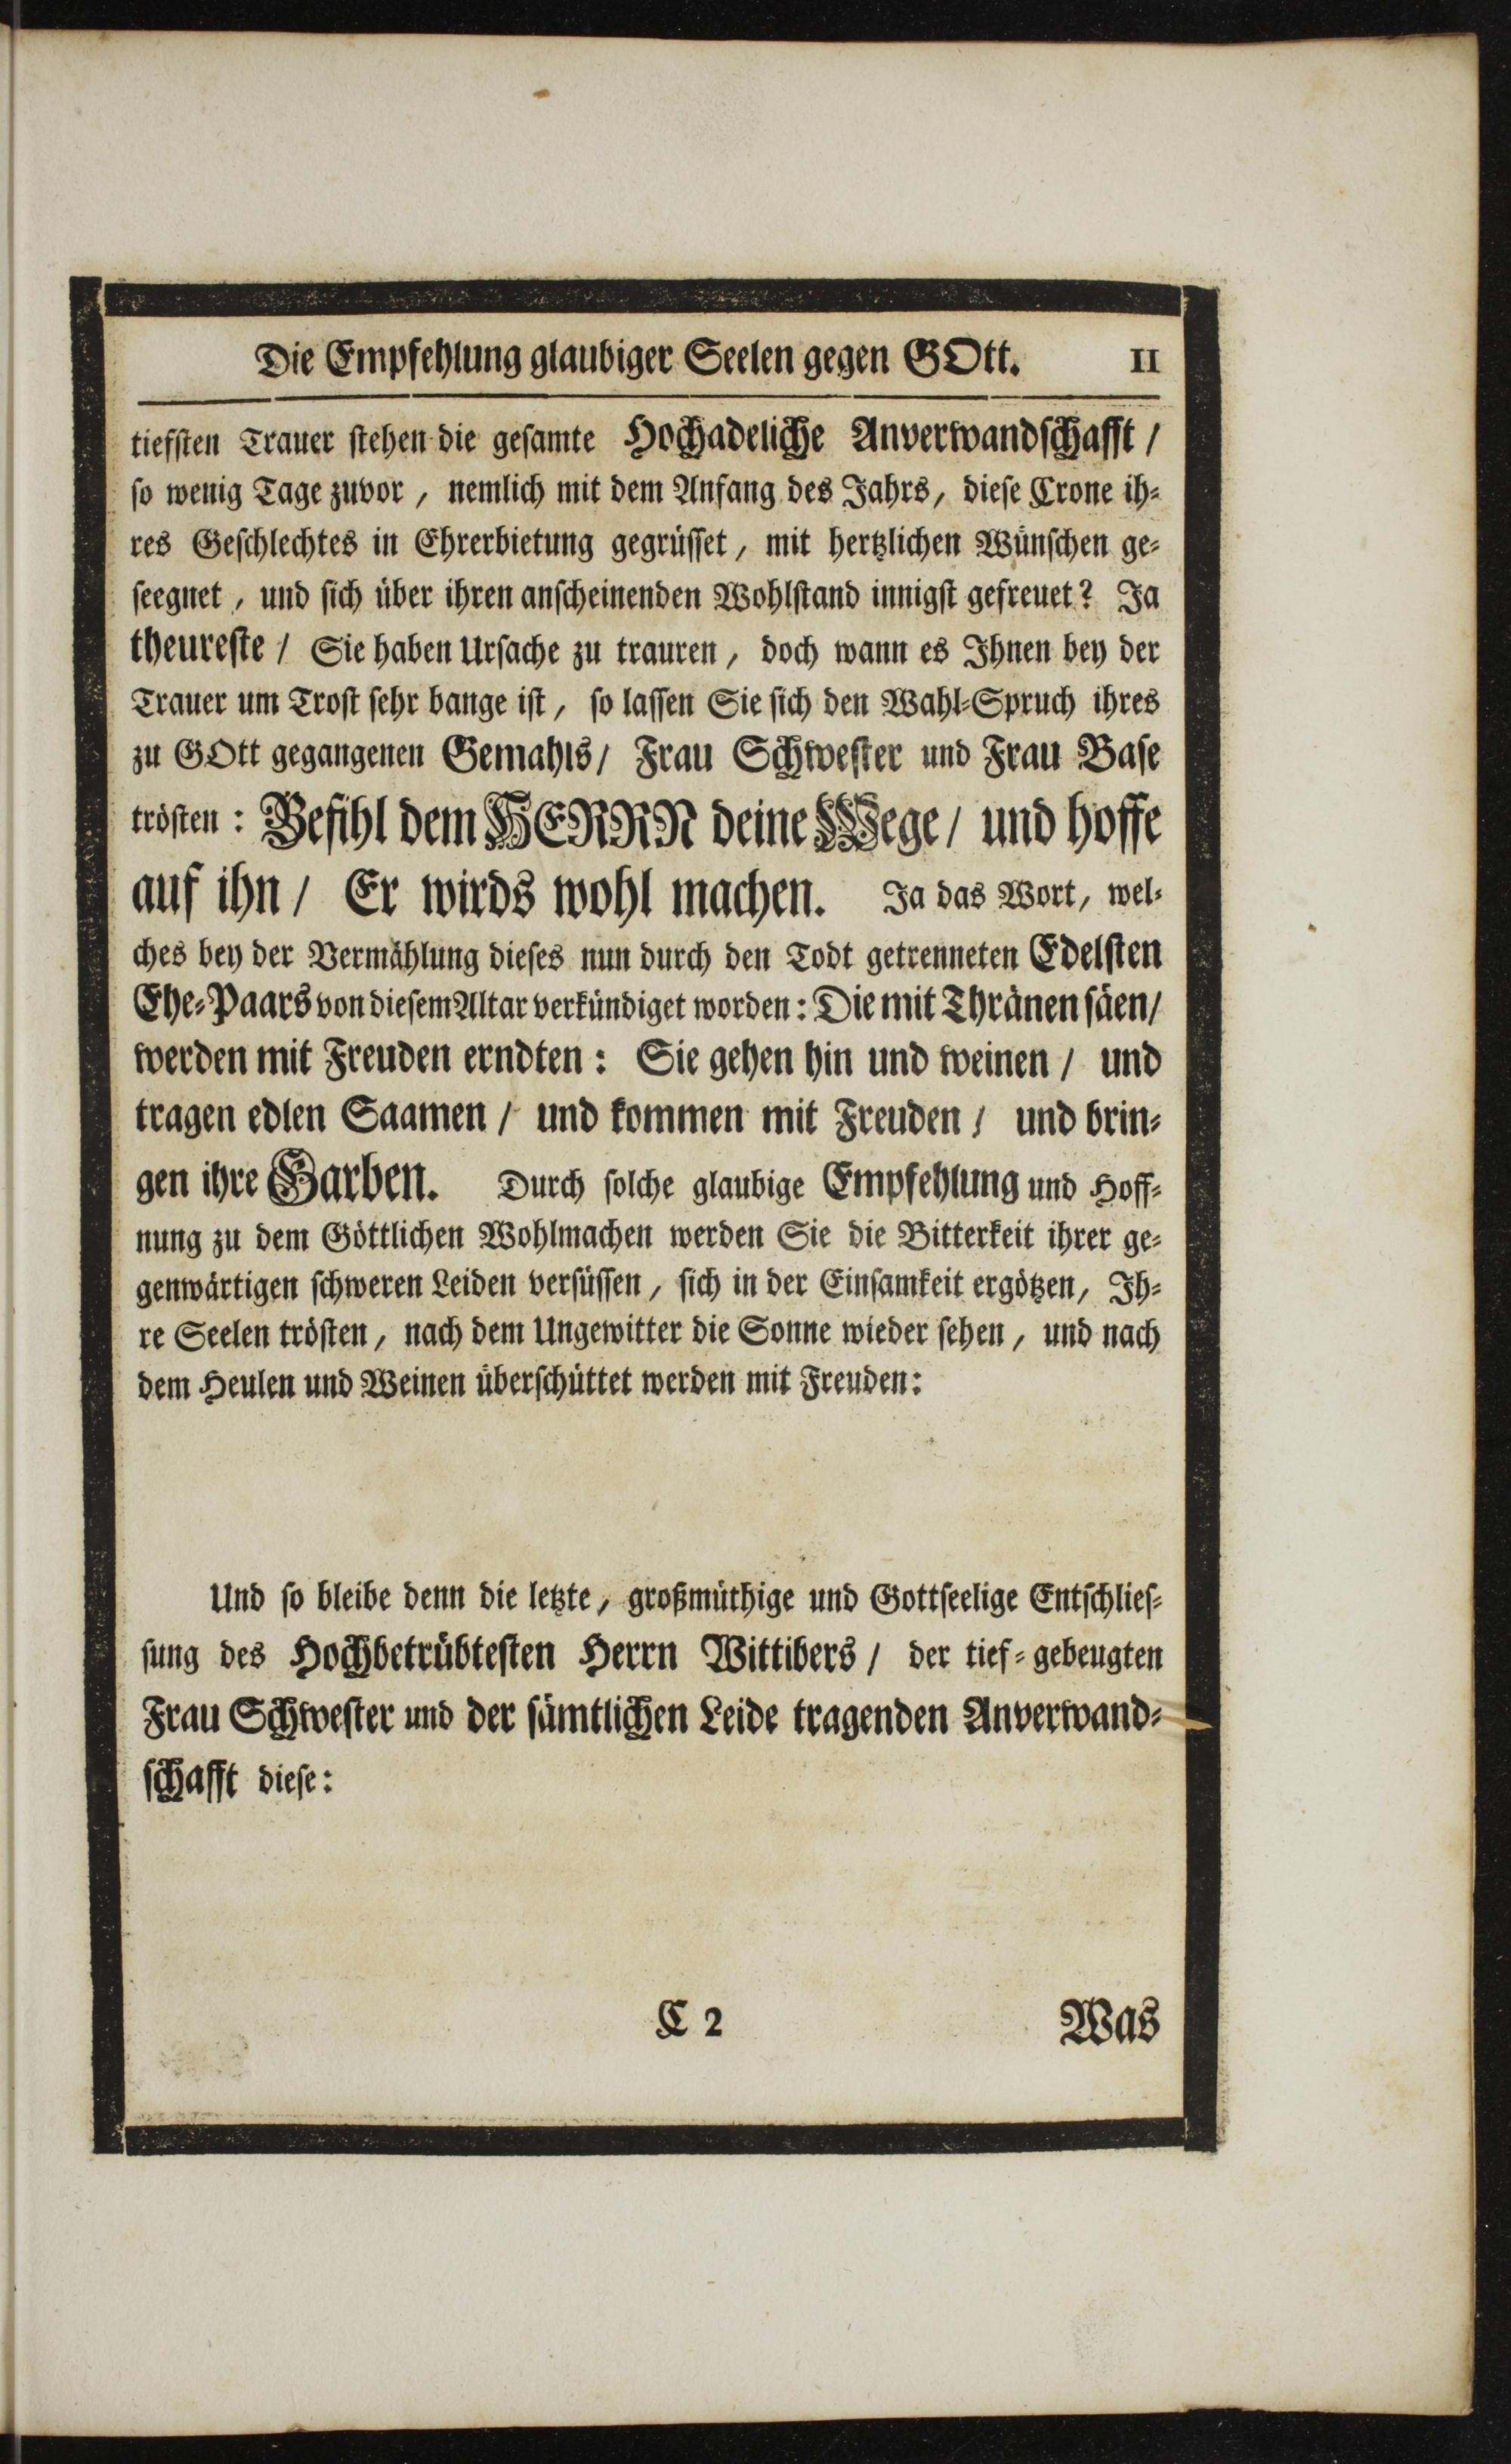 Die Empfehlung glaubiger Seelen gegen GOtt. 11
tiefsten Trauer stehen die gesamte Hochadeliche Anverwandschafft /
so wenig Tage zuvor, nemlich mit dem Anfang des Jahrs, diese Crone ih-
res Geschlechtes in Ehrerbietung gegrüsset, mit hertzlichen Wünschen ge-
seegnet, und sich über ihren anscheinenden Wohlstand innigst gefreuet? Ja
theureste / Sie haben Ursache zu trauren, doch wann es Ihnen bey der
Trauer um Trost sehr bange ist, so lassen Sie sich den Wahl-Spruch ihres
zu GOtt gegangenen Gemahls / Frau Schwester und Frau Base
trösten: Befihl dem HERRN deine Wege / und hoffe
auf ihn / Er wirds wohl machen. Ja das Wort, wel-
ches bey der Vermählung dieses nun durch den Todt getrenneten Edelsten
Ehe-Paars von diesem Altar verkündiget worden: Die mit Thränen säen /
werden mit Freuden erndten: Sie gehen hin und weinen / und
tragen edlen Saamen / und kommen mit Freuden / und brin-
gen ihre Garben. Durch solche glaubige Empfehlung und Hoff-
nung zu dem Göttlichen Wohlmachen werden Sie die Bitterkeit ihrer ge-
genwärtigen schweren Leiden versüssen, sich in der Einsamkeit ergötzen, Ih-
re Seelen trösten, nach dem Ungewitter die Sonne wieder sehen, und nach
dem Heulen und Weinen überschüttet werden mit Freuden:
Und so bleibe denn die letzte, großmüthige und Gottseelige Entschlies-
sung des Hochbetrübtesten Herrn Wittibers / der tief-gebeugten
Frau Schwester und der sämtlichen Leide tragenden Anverwand-
schafft diese:
C 2 Was